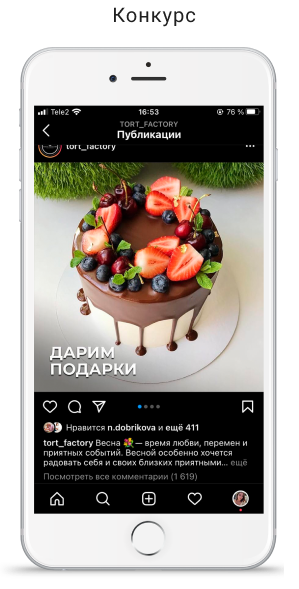 Конкурс
Tele2 16:53 76 %
TORT_FACTORY
Публикации
tort_factory
ДАРИМ
ПОДАРКИ
Нравится n.dobrikova и ещё 411
tort_factory Весна 💐 — время любви, перемен и
приятных событий. Весной особенно хочется
радовать себя и своих близких приятными... ещё
Посмотреть все комментарии (1 619)